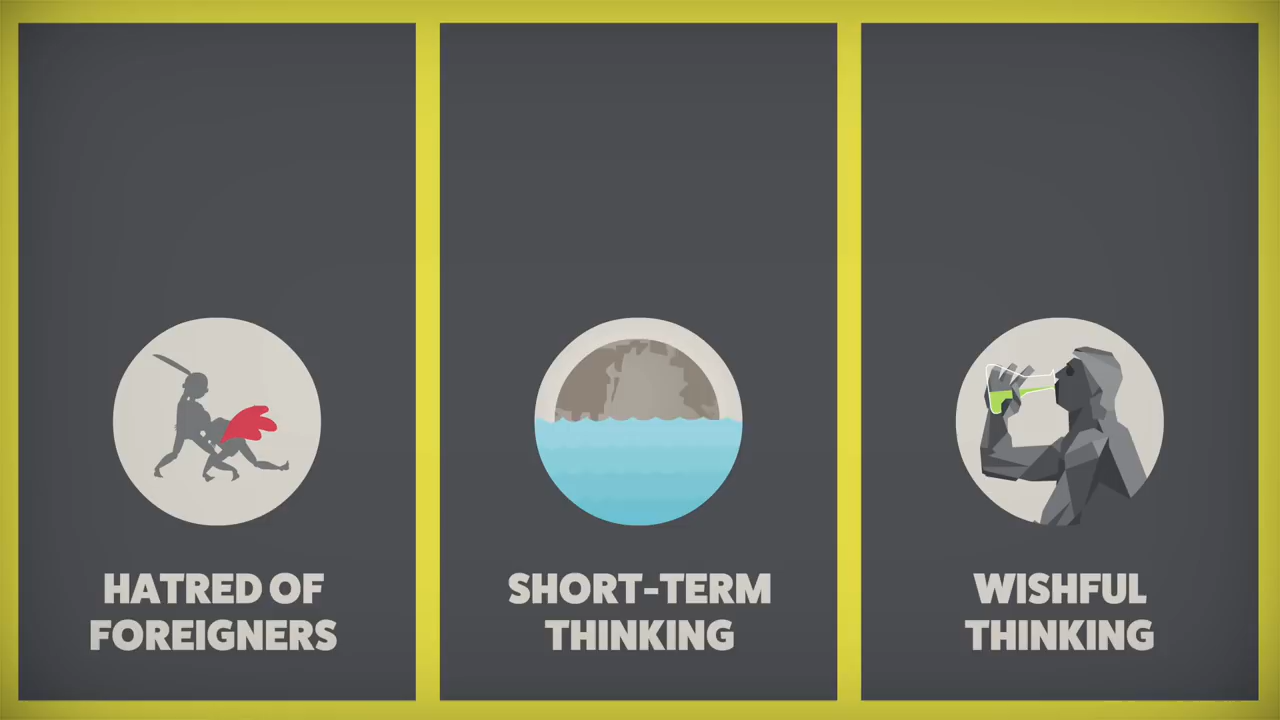 HATRED OF
FOREIGNERS
SHORT-TERM
THINKING
WISHFUL
THINKING